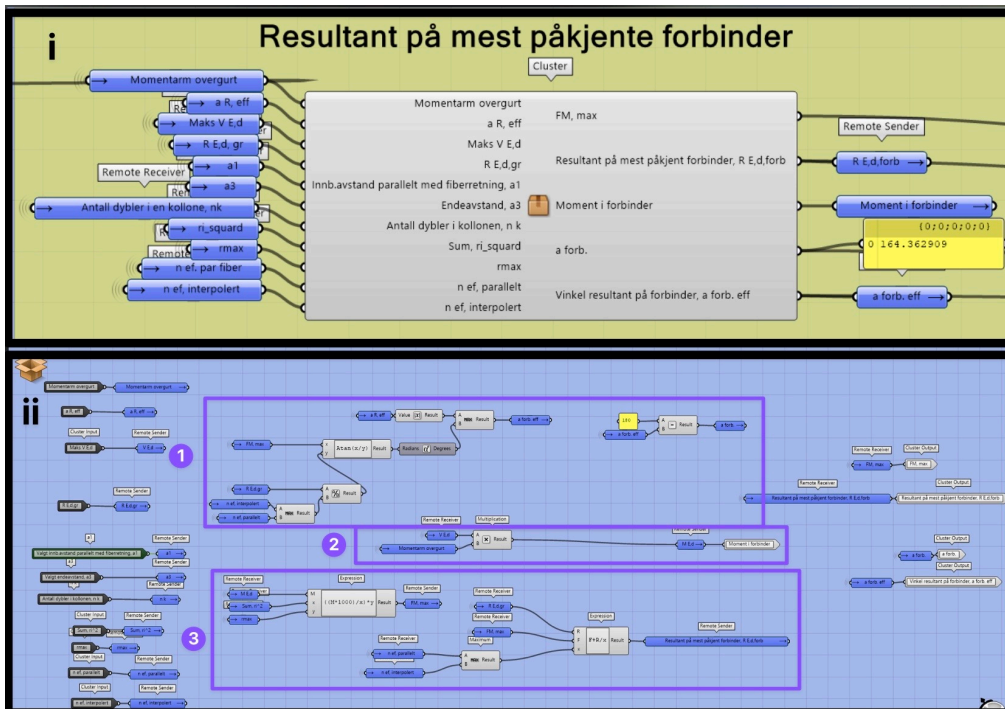 i
Resultant på mest påkjente forbinder
Cluster
Momentarm overgurt
a R, eff
Maks V E,d
R E,d, gr
Remote Receiver
a1
a3
Antall dybler i en kollone, nk
ri_squard
rmax
n ef. par fiber
n ef, interpolert
Momentarm overgurt
a R, eff
Maks V E,d
R E,d,gr
Innb.avstand parallelt med fiberretning, a1
Endeavstand, a3
Antall dybler i kollonen, n k
Sum, ri_squard
rmax
n ef, parallelt
n ef, interpolert
FM, max
Resultant på mest påkjent forbinder, R E,d,forb
Moment i forbinder
a forb.
Vinkel resultant på forbinder, a forb. eff
Remote Sender
R E,d,forb
Moment i forbinder
{0;0;0;0;0}
0 164.362909
a forb. eff
ii
Momentarm overgurt
Momentarm overgurt
a R, eff
a R, eff
Cluster Input
Remote Sender
Maks V E,d
V E,d
Remote Sender
R E,d,gr
R E,d,gr
a1
Remote Sender
Valgt innb.avstand parallelt med fiberretning, a1
a1
Remote Sender
Valgt endeavstand, a3
a3
Remote Sender
Antall dybler i kollonen, n k
n k
Cluster Input
Remote Sender
Sum, ri^2
Sum, ri^2
rmax
rmax
Cluster Input
Remote Sender
n ef, parallelt
n ef, parallelt
Cluster Input
Remote Sender
n ef, interpolert
n ef, interpolert
1
a R, eff
Value
Result
A
B
Result
a forb. eff
180
a forb. eff
A
B
Result
a forb.
FM, max
x
y
Atan(x/y)
Result
Radians
Degrees
R E,d,gr
A
B
Result
n ef, interpolert
n ef, parallelt
A
B
MAX
Result
2
Remote Receiver
Multiplication
V E,d
Momentarm overgurt
A
B
Result
Remote Sender
M E,d
Moment i forbinder
3
Remote Receiver
Expression
Remote Sender
M E,d
Sum, ri^2
rmax
M
x
y
((M*1000)/x)*y
Result
FM, max
Remote Receiver
R E,d,gr
Remote Receiver
FM, max
Remote Receiver
n ef, parallelt
n ef, interpolert
Maximum
A
B
MAX
Result
Expression
R
F
x
F+R/x
Result
Remote Sender
Resultant på mest påkjent forbinder, R E,d,forb
Remote Receiver
Cluster Output
FM, max
FM, max
Remote Receiver
Cluster Output
Resultant på mest påkjent forbinder, R E,d,forb
Resultant på mest påkjent forbinder, R E,d,forb
Cluster Output
a forb.
a forb.
Cluster Output
a forb. eff
Vinkel resultant på forbinder, a forb. eff